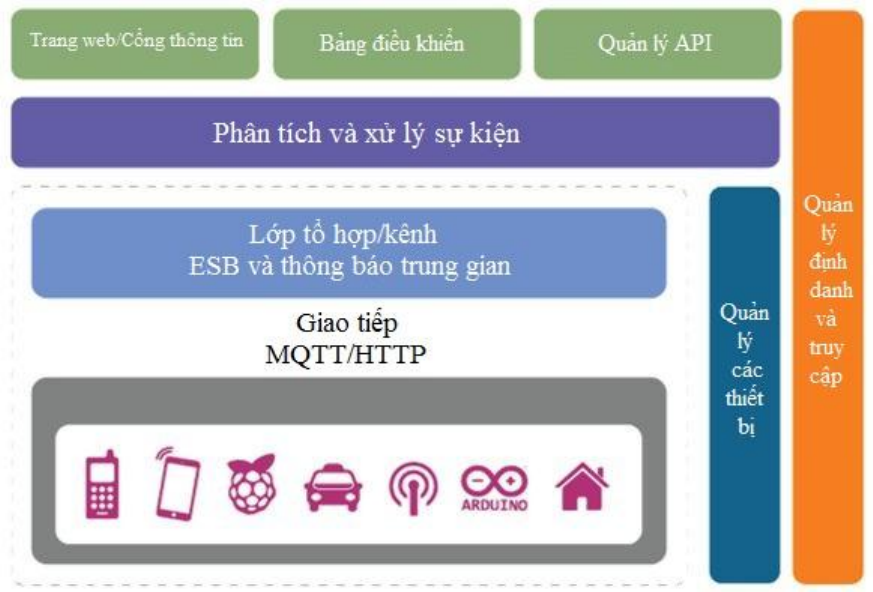 Trang web/Cổng thông tin
Bảng điều khiển
Quản lý API
Phân tích và xử lý sự kiện
Lớp tổ hợp/kênh
ESB và thông báo trung gian
Giao tiếp
MQTT/HTTP
ARDUINO
Quản
lý
các
thiết
bị
Quản
lý
định
danh
và
truy
cập